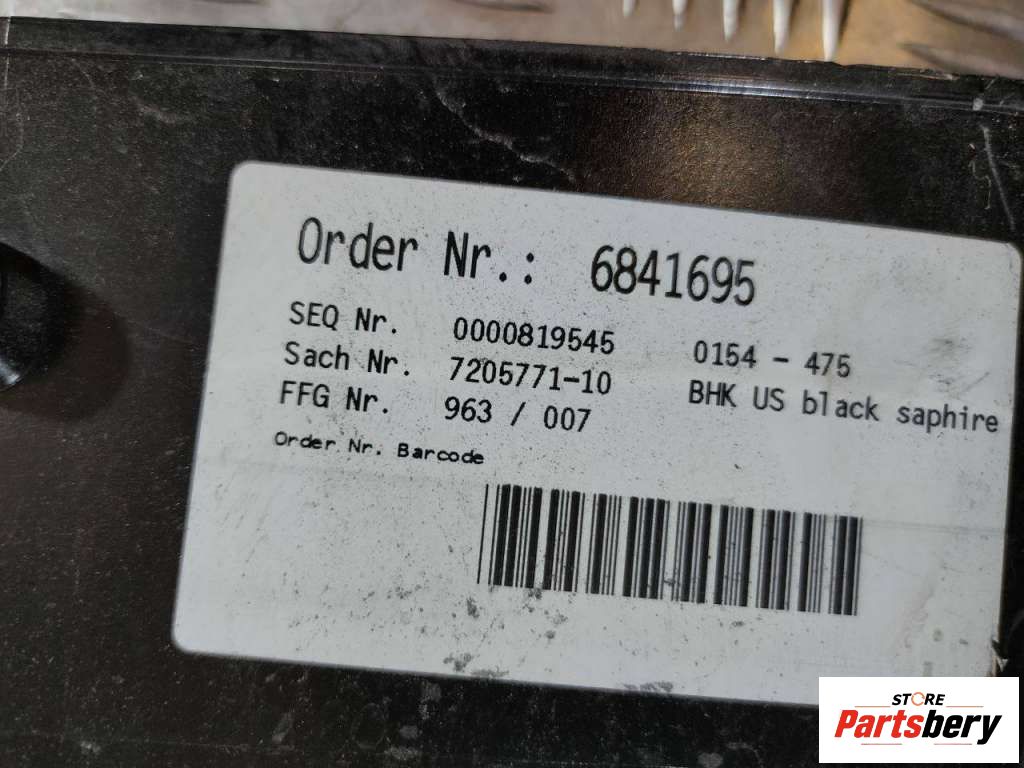 Order Nr.: 6841695
SEQ Nr. 0000819545 0154 - 475
Sach Nr. 7205771-10 BHK US black saphire
FFG Nr. 963 / 007
Order Nr. Barcode
STORE
Partsbery